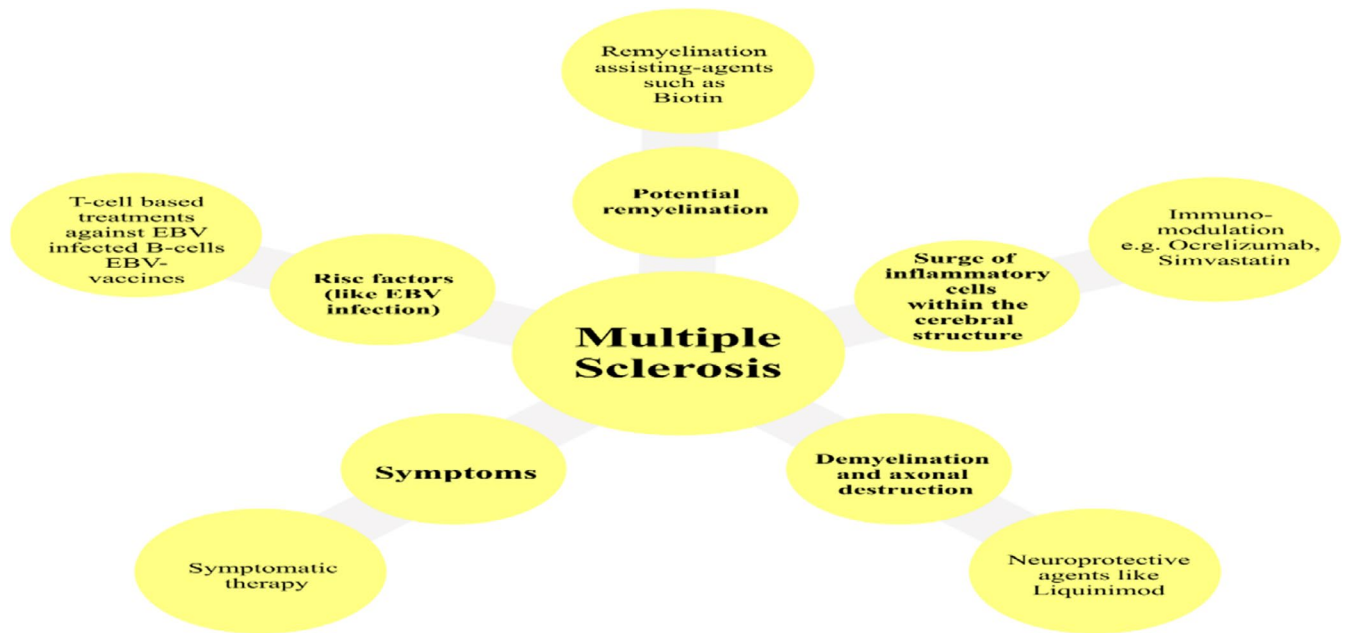 Remyelination
assisting-agents
such as
Biotin
Potential
remyelination
T-cell based
treatments
against EBV
infected B-cells
EBV-
vaccines
Risc factors
(like EBV
infection)
Immuno-
modulation
e.g. Ocrelizumab,
Simvastatin
Surge of
inflammatory
cells
within the
cerebral
structure
Multiple
Sclerosis
Symptoms
Demyelination
and axonal
destruction
Symptomatic
therapy
Neuroprotective
agents like
Liquinimod